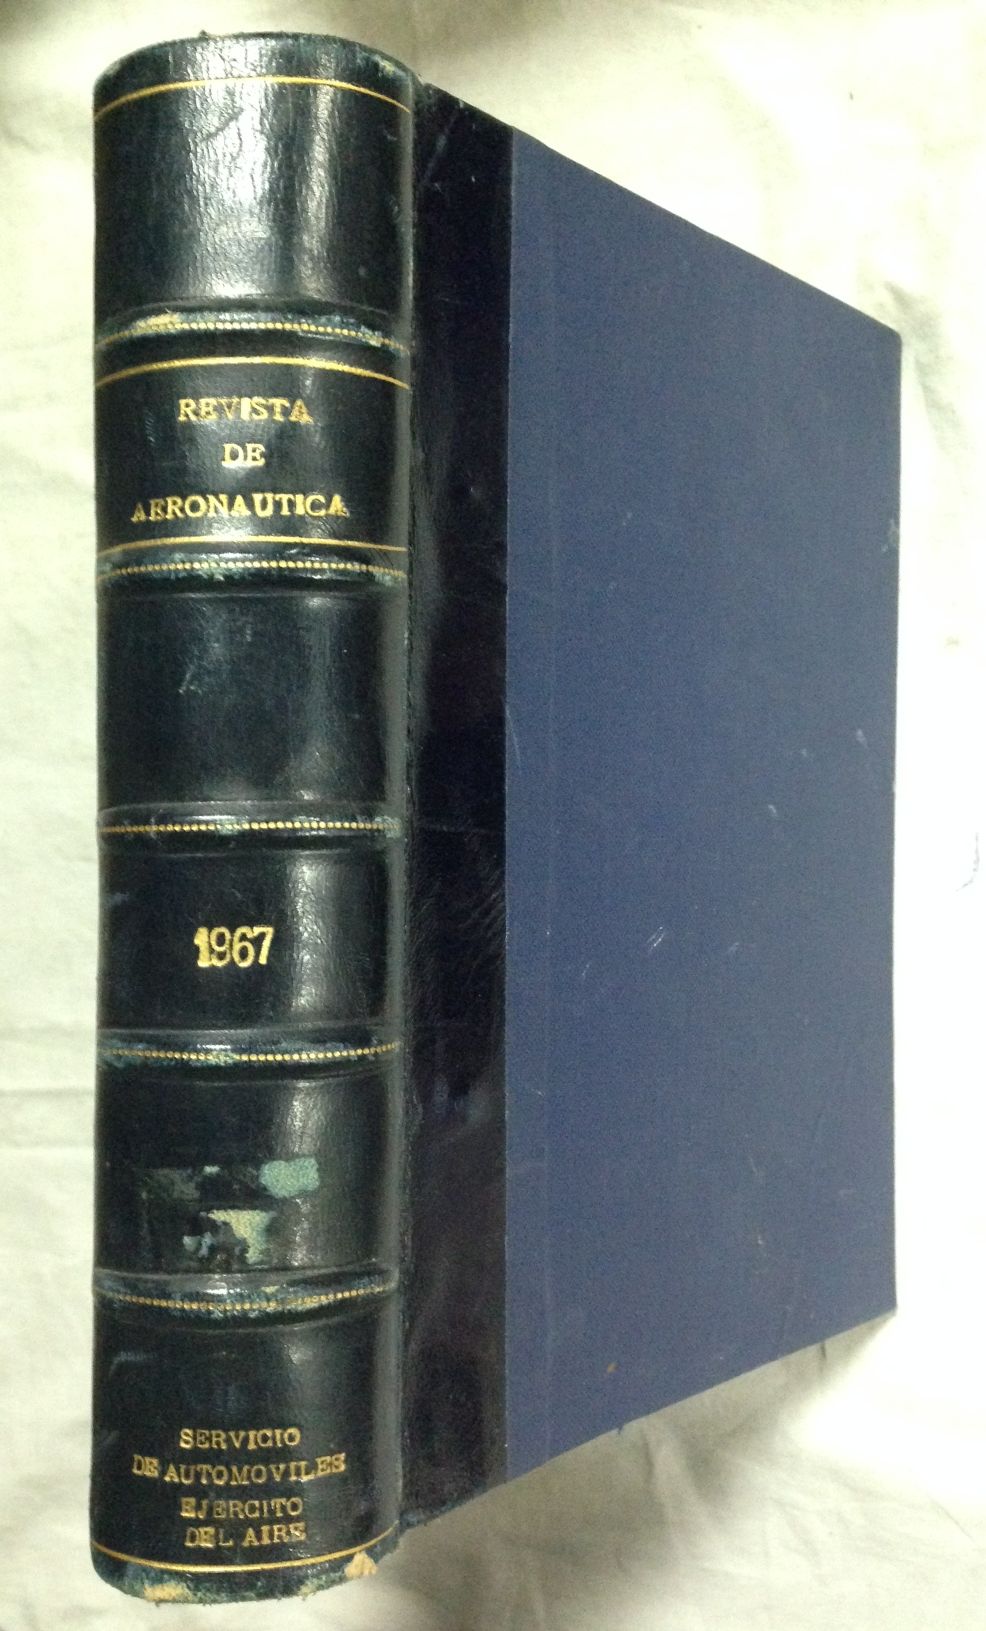 REVISTA
DE
AERONAUTICA
1967
SERVICIO
DE AUTOMOVILES
EJERCITO
DEL AIRE